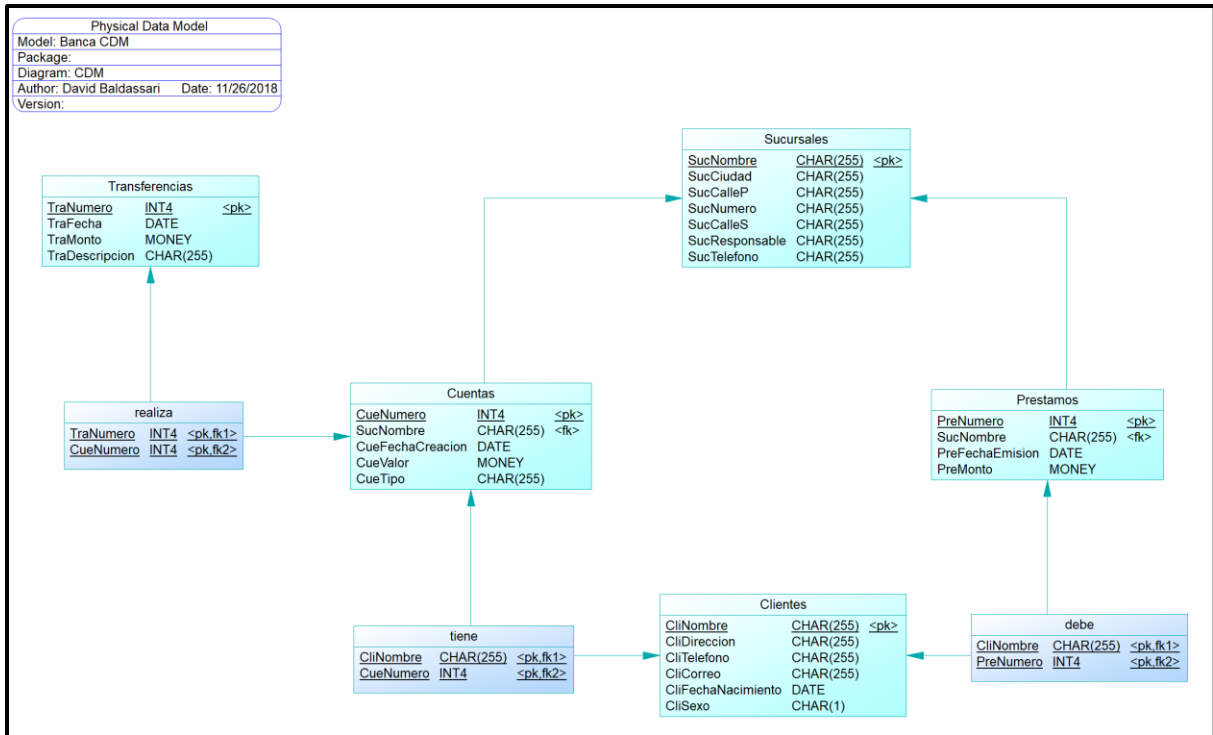 Physical Data Model
Model: Banca CDM
Package:
Diagram: CDM
Author: David Baldassari Date: 11/26/2018
Version:
Sucursales
SucNombre CHAR(255) <pk>
SucCiudad CHAR(255)
SucCalleP CHAR(255)
SucNumero CHAR(255)
SucCalleS CHAR(255)
SucResponsable CHAR(255)
SucTelefono CHAR(255)
Transferencias
TraNumero INT4 <pk>
TraFecha DATE
TraMonto MONEY
TraDescripcion CHAR(255)
realiza
TraNumero INT4 <pk,fk1>
CueNumero INT4 <pk,fk2>
Cuentas
CueNumero INT4 <pk>
SucNombre CHAR(255) <fk>
CueFechaCreacion DATE
CueValor MONEY
CueTipo CHAR(255)
Prestamos
PreNumero INT4 <pk>
SucNombre CHAR(255) <fk>
PreFechaEmision DATE
PreMonto MONEY
tiene
CliNombre CHAR(255) <pk,fk1>
CueNumero INT4 <pk,fk2>
Clientes
CliNombre CHAR(255) <pk>
CliDireccion CHAR(255)
CliTelefono CHAR(255)
CliCorreo CHAR(255)
CliFechaNacimiento DATE
CliSexo CHAR(1)
debe
CliNombre CHAR(255) <pk,fk1>
PreNumero INT4 <pk,fk2>